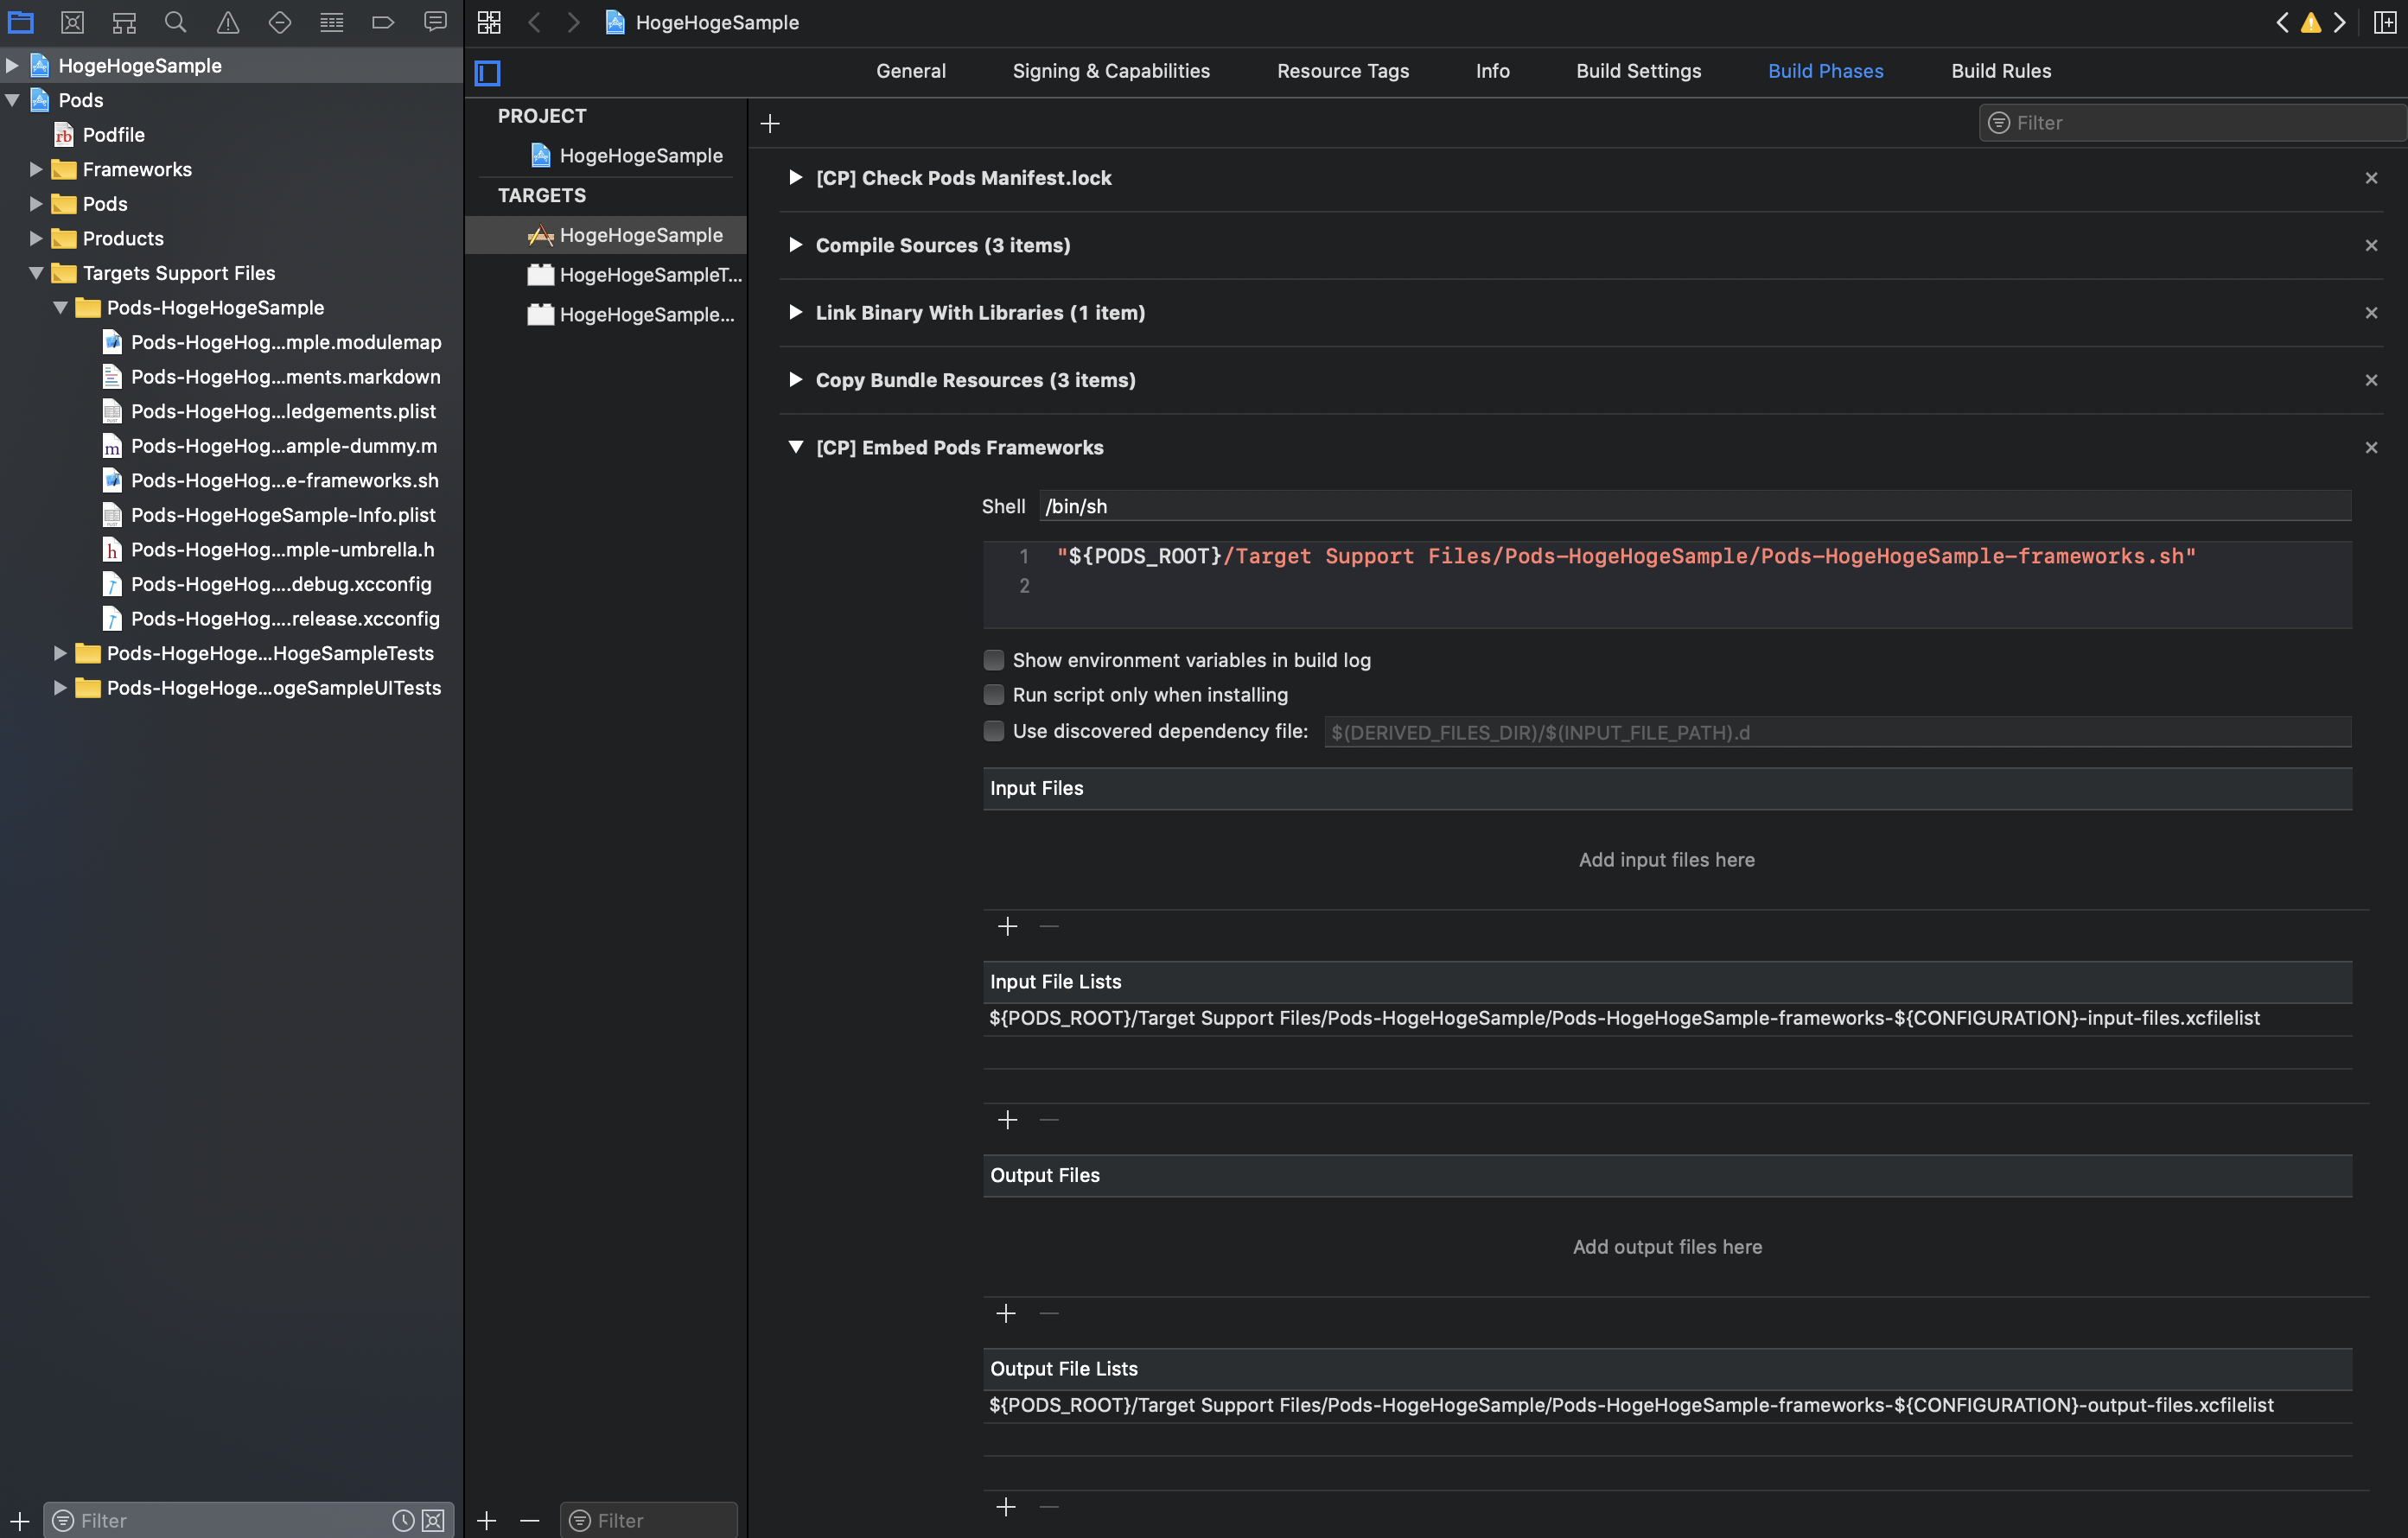 HogeHogeSample
Pods
Podfile
Frameworks
Pods
Products
Targets Support Files
Pods-HogeHogeSample
Pods-HogeHog...mple.modulemap
Pods-HogeHog...ments.markdown
Pods-HogeHog...ledgements.plist
Pods-HogeHog...ample-dummy.m
Pods-HogeHog...e-frameworks.sh
Pods-HogeHogeSample-Info.plist
Pods-HogeHog...mple-umbrella.h
Pods-HogeHog....debug.xcconfig
Pods-HogeHog....release.xcconfig
Pods-HogeHoge...HogeSampleTests
Pods-HogeHoge...ogeSampleUITests
Filter
HogeHogeSample
General Signing & Capabilities Resource Tags Info Build Settings Build Phases Build Rules
PROJECT
HogeHogeSample
TARGETS
HogeHogeSample
HogeHogeSampleT...
HogeHogeSample...
Filter
Filter
[CP] Check Pods Manifest.lock
Compile Sources (3 items)
Link Binary With Libraries (1 item)
Copy Bundle Resources (3 items)
[CP] Embed Pods Frameworks
Shell /bin/sh
1 "${PODS_ROOT}/Target Support Files/Pods-HogeHogeSample/Pods-HogeHogeSample-frameworks.sh"
2
Show environment variables in build log
Run script only when installing
Use discovered dependency file: $(DERIVED_FILES_DIR)/$(INPUT_FILE_PATH).d
Input Files
Add input files here
Input File Lists
${PODS_ROOT}/Target Support Files/Pods-HogeHogeSample/Pods-HogeHogeSample-frameworks-${CONFIGURATION}-input-files.xcfilelist
Output Files
Add output files here
Output File Lists
${PODS_ROOT}/Target Support Files/Pods-HogeHogeSample/Pods-HogeHogeSample-frameworks-${CONFIGURATION}-output-files.xcfilelist